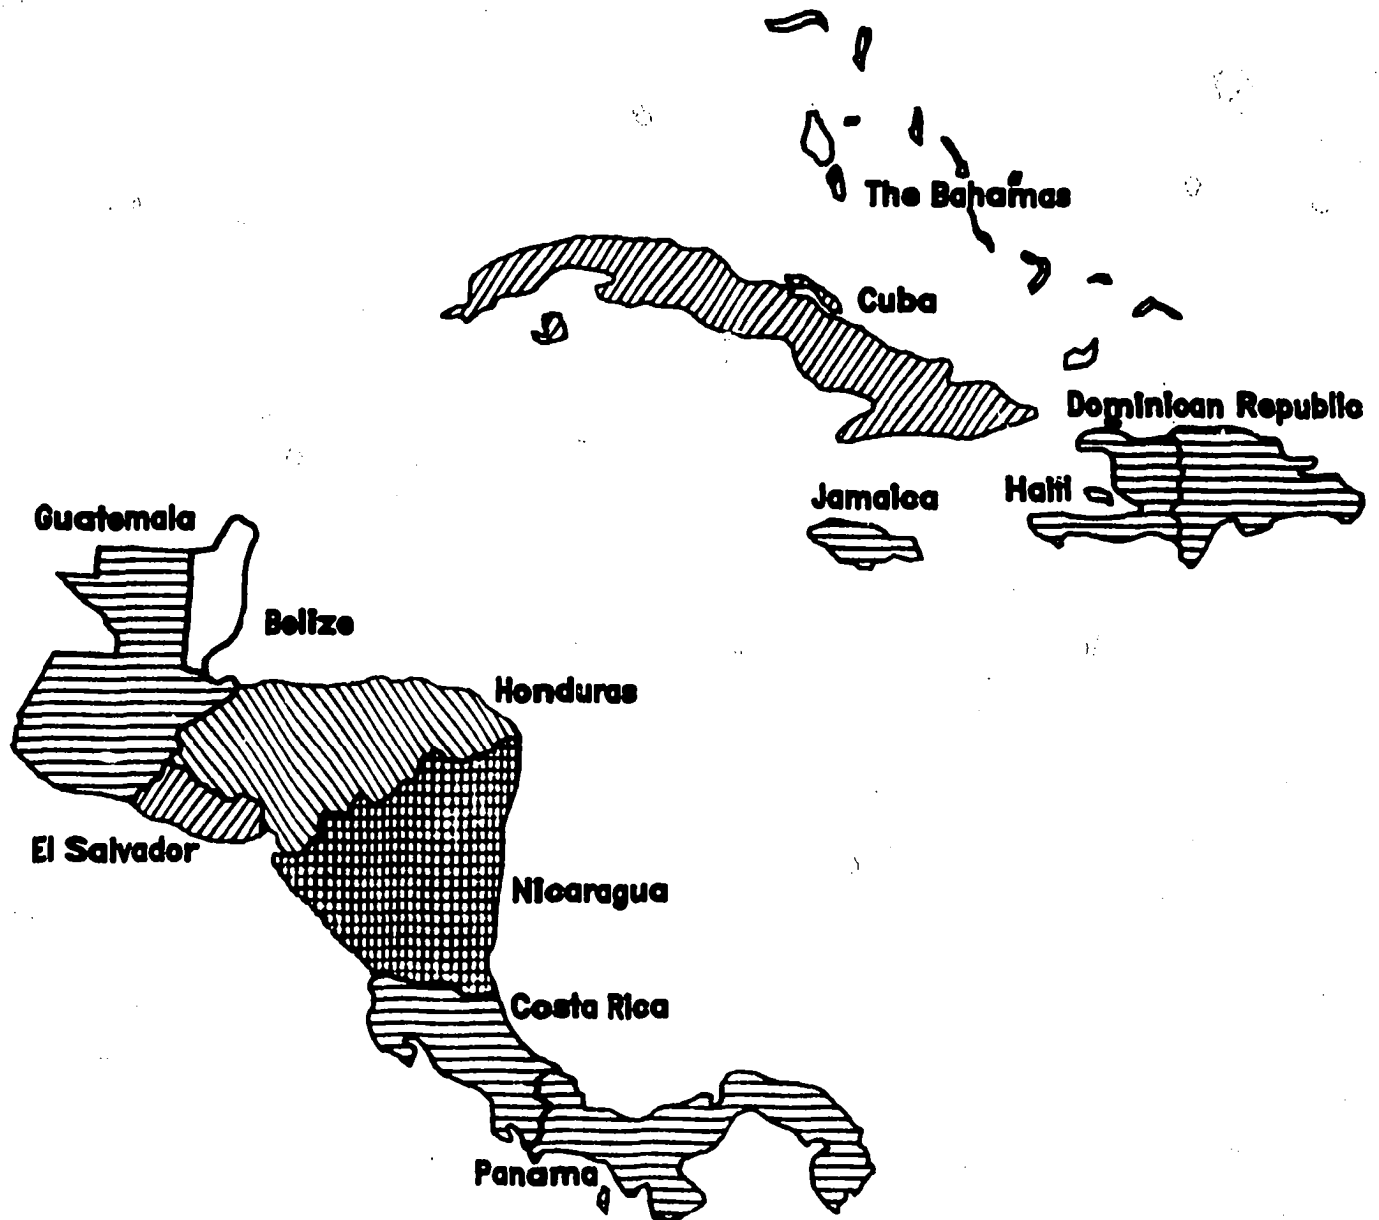 The Bahamas
Cuba
Dominican Republic
Jamaica
Haiti
Guatemala
Belize
Honduras
El Salvador
Nicaragua
Costa Rica
Panama